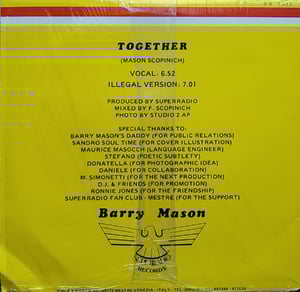 TOGETHER
(MASON SCOPINICH)
VOCAL: 6.52
ILLEGAL VERSION: 7.01
PRODUCED BY SUPERRADIO
MIXED BY F. SCOPINICH
PHOTO BY STUDIO 2 AP
SPECIAL THANKS TO:
BARRY MASON'S DADDY (FOR PUBLIC RELATIONS)
SANDRO SOUL TIME (FOR COVER ILLUSTRATION)
MAURICE MASOCCH (LANGUAGE ENGINEER)
STEFANO (POETIC SUBTLETY)
DONATELLA (FOR PHOTOGRAPHIC IDEA)
DANIELE (FOR COLLABORATION)
M. SIMONETTI (FOR THE NEXT PRODUCTION)
D.J. & FRIENDS (FOR PROMOTION)
RONNIE JONES (FOR THE FRIENDSHIP)
SUPERRADIO FAN CLUB - MESTRE (FOR THE SUPPORT)
Barry Mason
SUPERRADIO
RECORDS